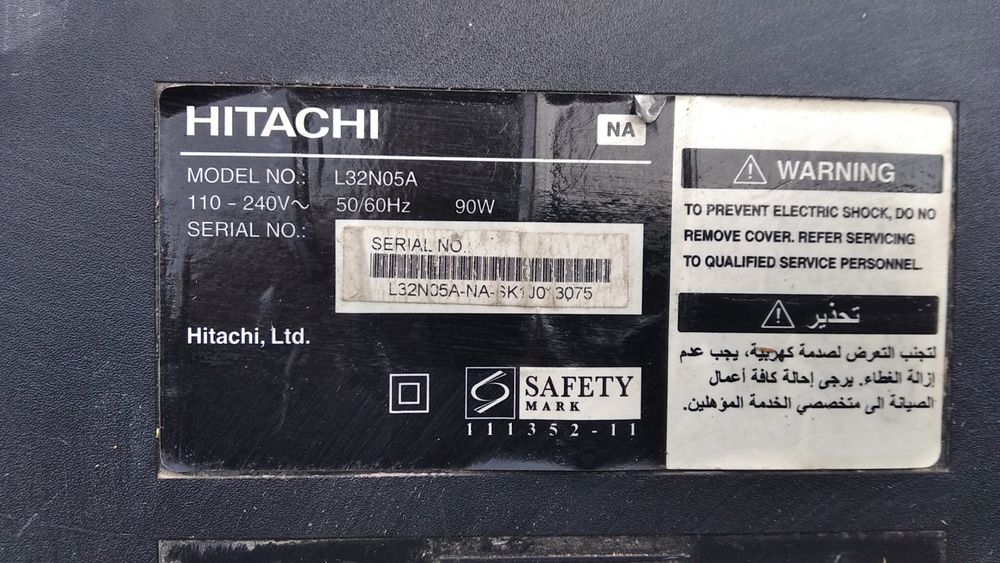 HITACHI
NA
MODEL NO.: L32N05A
110 - 240V～ 50/60Hz 90W
SERIAL NO.:
SERIAL NO.:
L32N05A-NA-SK1J013075
Hitachi, Ltd.
SAFETY
MARK
111352-11
WARNING
TO PREVENT ELECTRIC SHOCK, DO NO
REMOVE COVER. REFER SERVICING
TO QUALIFIED SERVICE PERSONNEL.
تحذير
لتجنب التعرض لصدمة كهربية، يجب عدم
إزالة الغطاء. يرجى إحالة كافة أعمال
الصيانة الى متخصصي الخدمة المؤهلين.